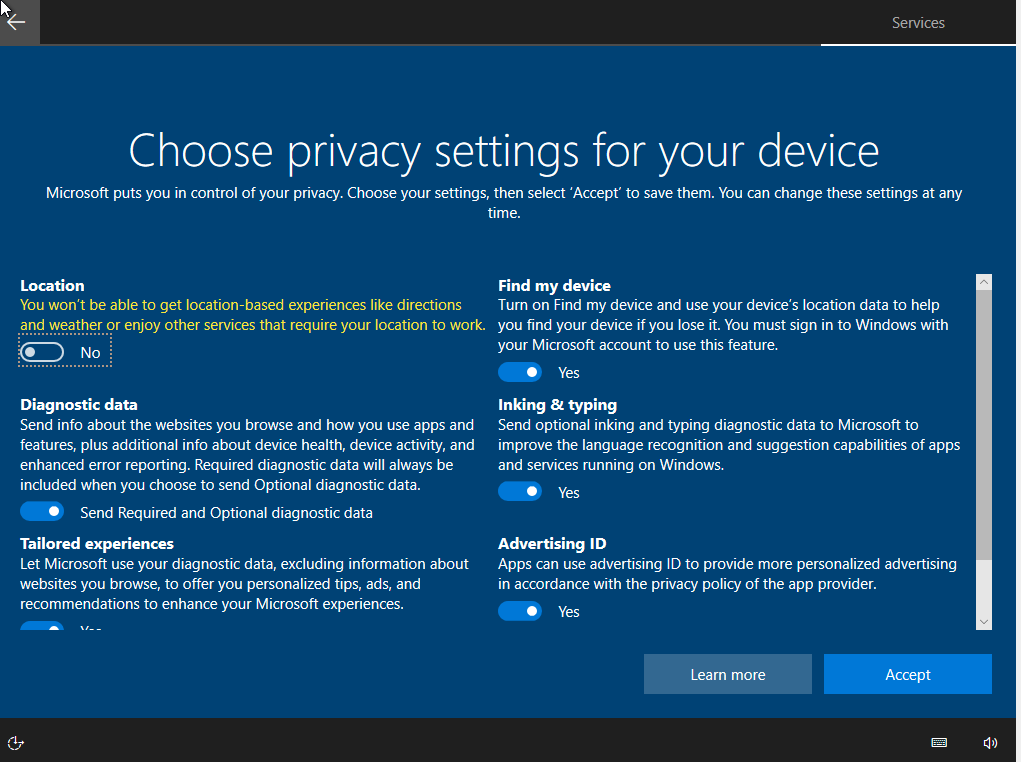 Services
Choose privacy settings for your device
Microsoft puts you in control of your privacy. Choose your settings, then select ‘Accept’ to save them. You can change these settings at any
time.
Location
You won’t be able to get location-based experiences like directions
and weather or enjoy other services that require your location to work.
No
Find my device
Turn on Find my device and use your device’s location data to help
you find your device if you lose it. You must sign in to Windows with
your Microsoft account to use this feature.
Yes
Diagnostic data
Send info about the websites you browse and how you use apps and
features, plus additional info about device health, device activity, and
enhanced error reporting. Required diagnostic data will always be
included when you choose to send Optional diagnostic data.
Send Required and Optional diagnostic data
Inking & typing
Send optional inking and typing diagnostic data to Microsoft to
improve the language recognition and suggestion capabilities of apps
and services running on Windows.
Yes
Tailored experiences
Let Microsoft use your diagnostic data, excluding information about
websites you browse, to offer you personalized tips, ads, and
recommendations to enhance your Microsoft experiences.
Yes
Advertising ID
Apps can use advertising ID to provide more personalized advertising
in accordance with the privacy policy of the app provider.
Yes
Learn more
Accept